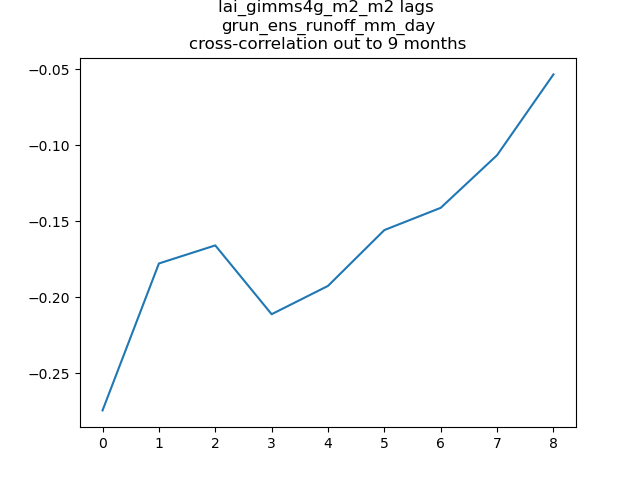 lai_gimms4g_m2_m2 lags
grun_ens_runoff_mm_day
cross-correlation out to 9 months
−0.05
−0.10
−0.15
−0.20
−0.25
0 1 2 3 4 5 6 7 8